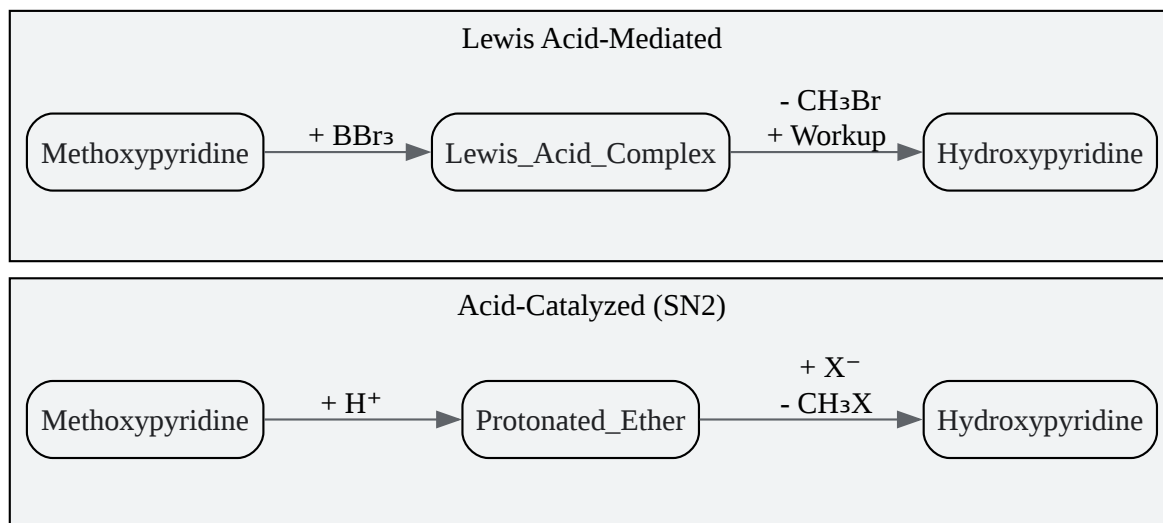 Lewis Acid-Mediated
Methoxypyridine
+ BBr₃
Lewis_Acid_Complex
- CH₃Br
+ Workup
Hydroxypyridine
Acid-Catalyzed (SN2)
Methoxypyridine
+ H⁺
Protonated_Ether
+ X⁻
- CH₃X
Hydroxypyridine